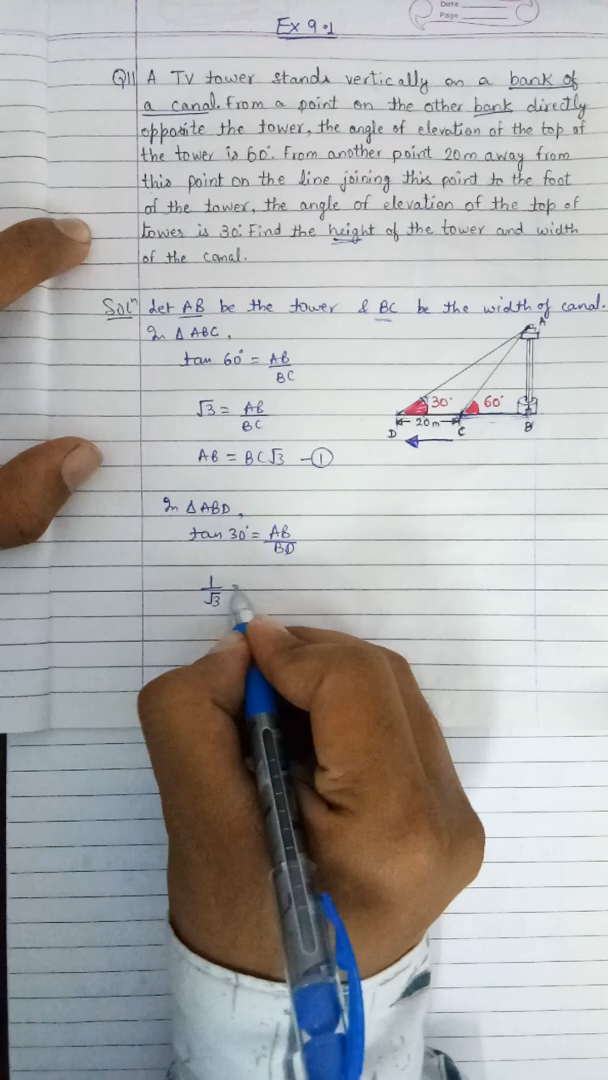 Date
Page
Ex 9.1
Q11 A TV tower stands vertically on a bank of
a canal. From a point on the other bank directly
opposite the tower, the angle of elevation of the top of
the tower is 60°. From another point 20m away from
this point on the line joining this point to the foot
of the tower, the angle of elevation of the top of
tower is 30°. Find the height of the tower and width
of the canal.
Solⁿ Let AB be the tower & BC be the width of canal.
In Δ ABC,
tan 60° = AB/BC
√3 = AB/BC
AB = BC√3 — ①
A
30° 60°
20m
D C B
In Δ ABD,
tan 30° = AB/BD
1/√3